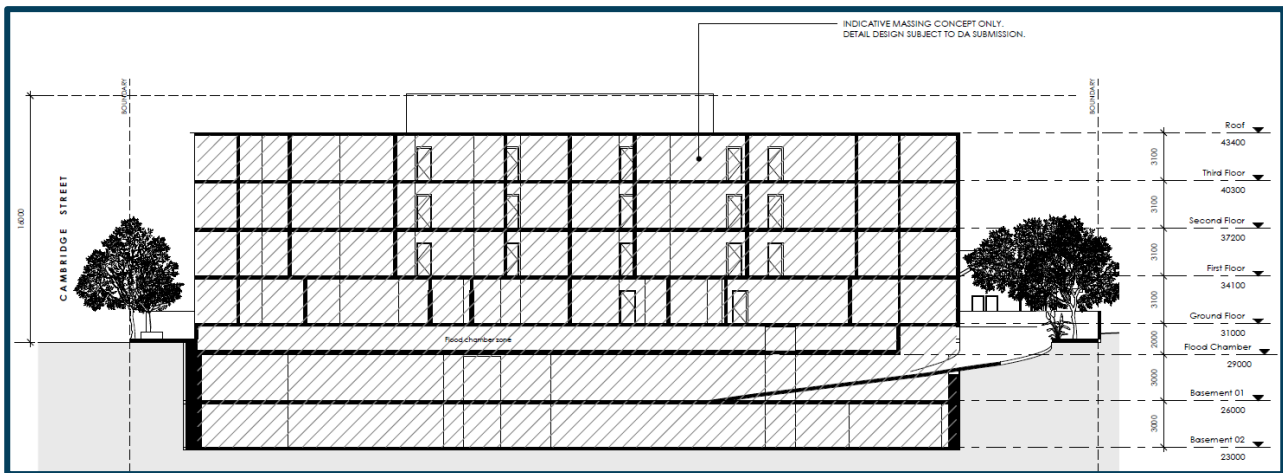 INDICATIVE MASSING CONCEPT ONLY.
DETAIL DESIGN SUBJECT TO DA SUBMISSION.
BOUNDARY
BOUNDARY
CAMBRIDGE STREET
16000
Roof
43400
3100
Third Floor
40300
3100
Second Floor
37200
3100
First Floor
34100
3100
Ground Floor
31000
2000
Flood Chamber
29000
3000
Basement 01
26000
3000
Basement 02
23000
Flood chamber zone